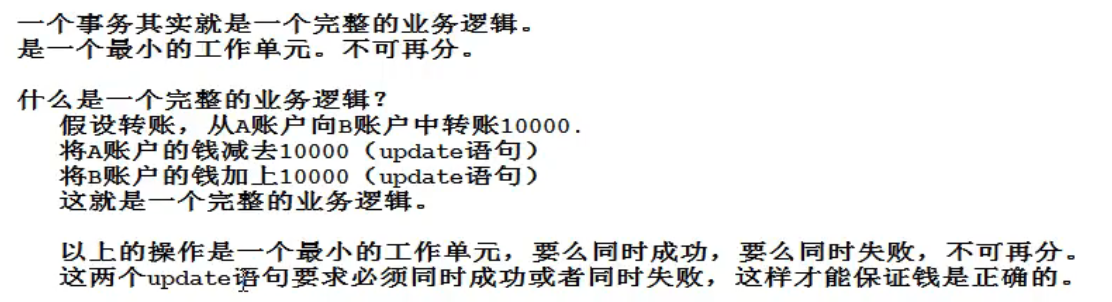 一个事务其实就是一个完整的业务逻辑。
是一个最小的工作单元。不可再分。
什么是一个完整的业务逻辑？
假设转账，从A账户向B账户中转账10000.
将A账户的钱减去10000（update语句）
将B账户的钱加上10000（update语句）
这就是一个完整的业务逻辑。
以上的操作是一个最小的工作单元，要么同时成功，要么同时失败，不可再分。
这两个update语句要求必须同时成功或者同时失败，这样才能保证钱是正确的。